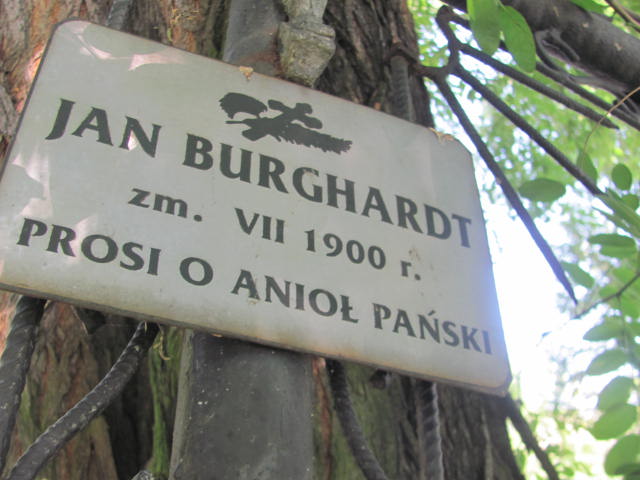 JAN BURGHARDT
zm. VII 1900 r.
PROSI O ANIOŁ PAŃSKI